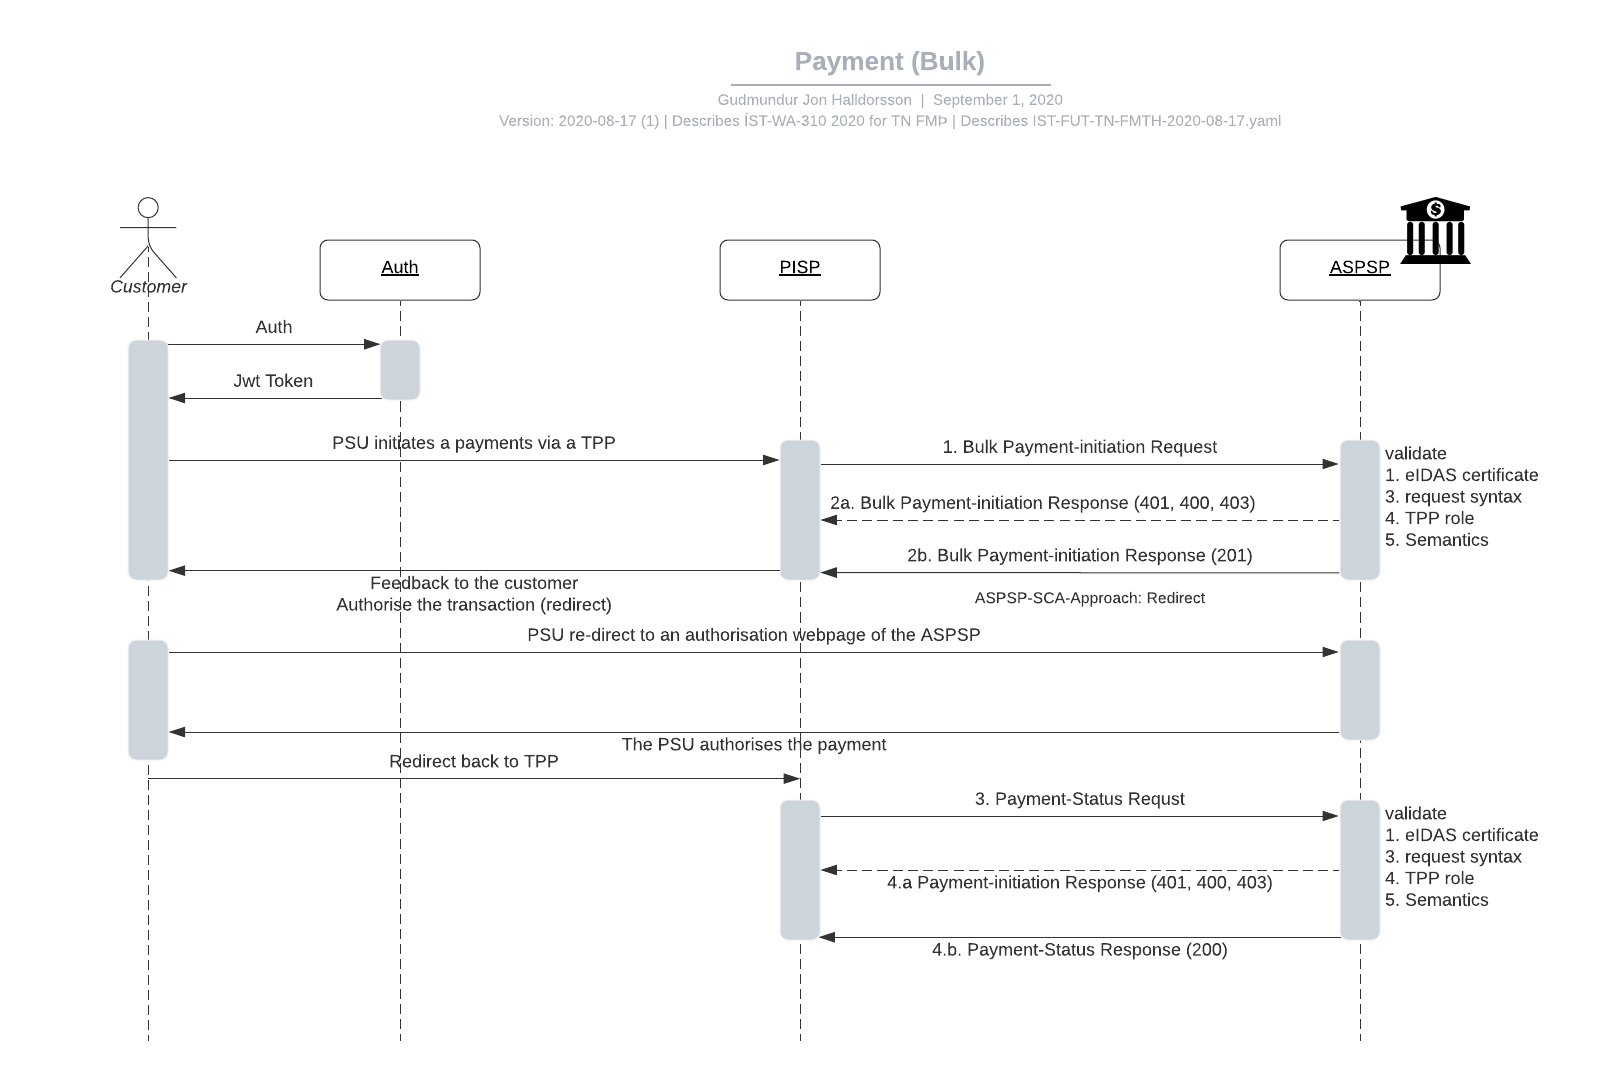 Payment (Bulk)
Gudmundur Jon Halldorsson | September 1, 2020
Version: 2020-08-17 (1) | Describes ÍST-WA-310 2020 for TN FMÞ | Describes IST-FUT-TN-FMTH-2020-08-17.yaml
$
Customer
Auth
PISP
ASPSP
Auth
Jwt Token
PSU initiates a payments via a TPP
1. Bulk Payment-initiation Request
validate
1. eIDAS certificate
3. request syntax
4. TPP role
5. Semantics
2a. Bulk Payment-initiation Response (401, 400, 403)
2b. Bulk Payment-initiation Response (201)
Feedback to the customer
Authorise the transaction (redirect)
ASPSP-SCA-Approach: Redirect
PSU re-direct to an authorisation webpage of the ASPSP
The PSU authorises the payment
Redirect back to TPP
3. Payment-Status Requst
validate
1. eIDAS certificate
3. request syntax
4. TPP role
5. Semantics
4.a Payment-initiation Response (401, 400, 403)
4.b. Payment-Status Response (200)